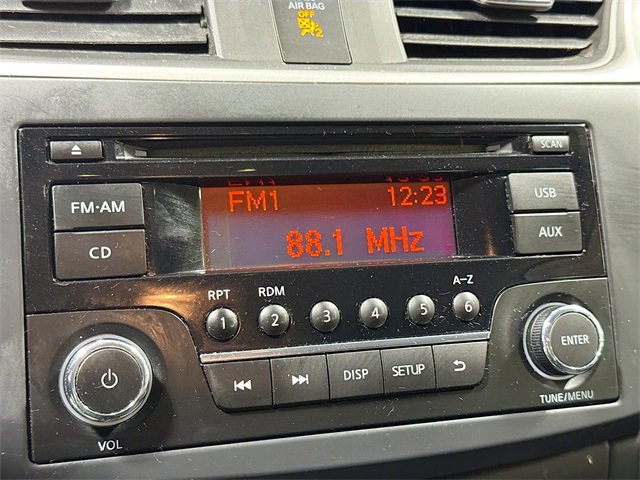 AIR BAG
OFF
2
SCAN
FM·AM
CD
FM1 12:23
88.1 MHz
USB
AUX
RPT RDM A-Z
1 2 3 4 5 6
DISP SETUP
ENTER
TUNE/MENU
VOL